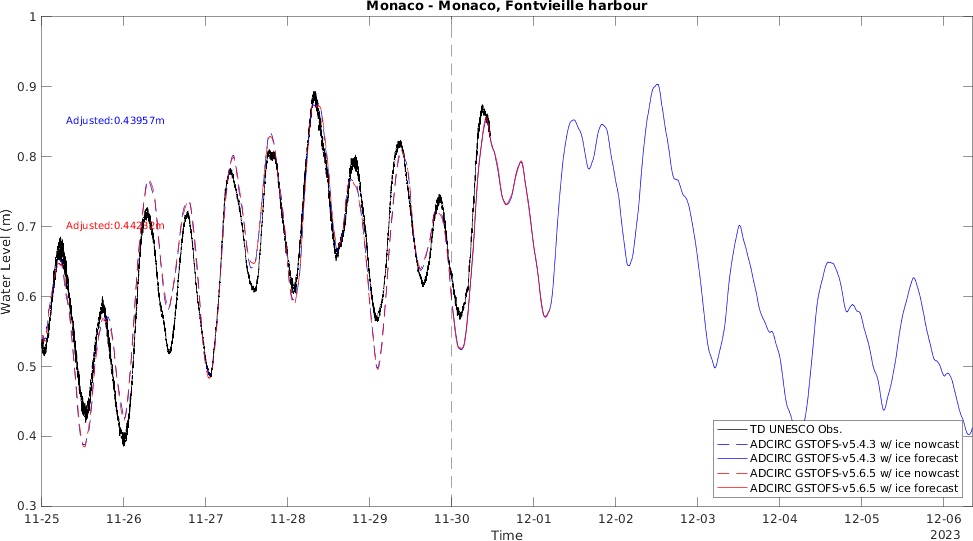 Monaco - Monaco, Fontvieille harbour
1
0.9
0.8
0.7
0.6
0.5
0.4
0.3
Water Level (m)
Adjusted:0.43957m
11-25
11-26
11-27
11-28
11-29
11-30
12-01
12-02
12-03
12-04
12-05
12-06
2023
Time
TD UNESCO Obs.
ADCIRC GSTOFS-v5.4.3 w/ ice nowcast
ADCIRC GSTOFS-v5.4.3 w/ ice forecast
ADCIRC GSTOFS-v5.6.5 w/ ice nowcast
ADCIRC GSTOFS-v5.6.5 w/ ice forecast